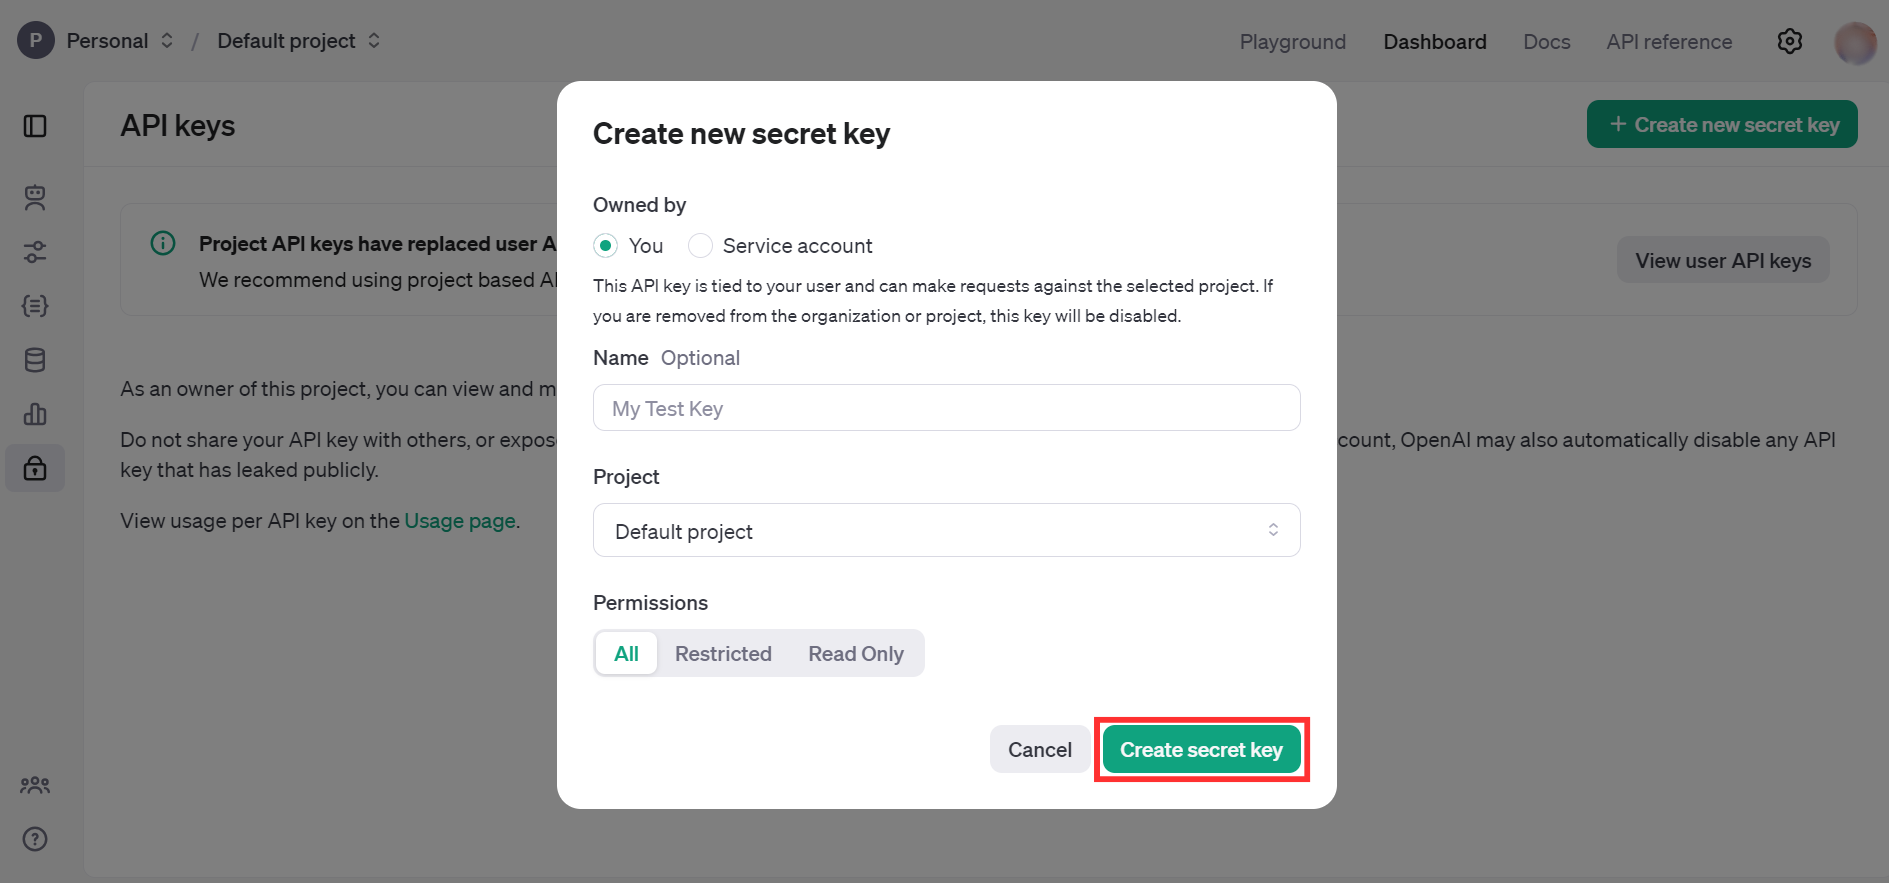 P Personal / Default project
Playground Dashboard Docs API reference
API keys
+ Create new secret key
Project API keys have replaced user A
We recommend using project based AI
View user API keys
As an owner of this project, you can view and m
Do not share your API key with others, or expos
count, OpenAI may also automatically disable any API
key that has leaked publicly.
View usage per API key on the Usage page.
Create new secret key
Owned by
You Service account
This API key is tied to your user and can make requests against the selected project. If
you are removed from the organization or project, this key will be disabled.
Name Optional
My Test Key
Project
Default project
Permissions
All Restricted Read Only
Cancel Create secret key